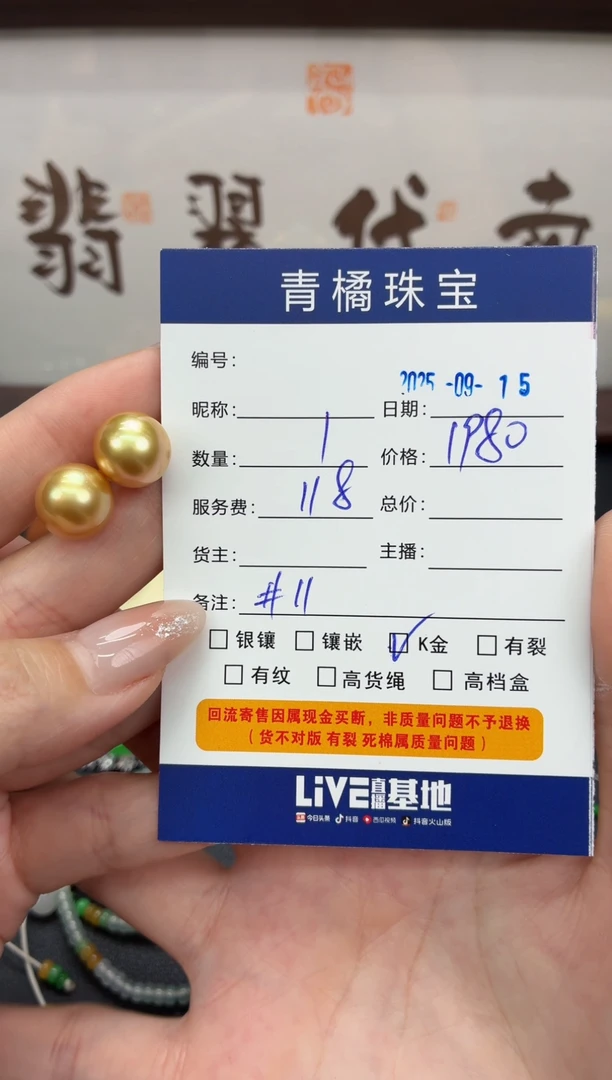 翡翠代南
青橘珠宝
编号：
2025-09-15
昵称： 日期：
数量： 1 价格： 1980
服务费： 118 总价：
货主： 主播：
备注： #11
□ 银镶 □ 镶嵌 ☑ K金 □ 有裂
□ 有纹 □ 高货绳 □ 高档盒
回流寄售因属现金买断，非质量问题不予退换
（货不对版 有裂 死棉属质量问题）
LiVE直播基地
今日头条 抖音 西瓜视频 抖音火山版